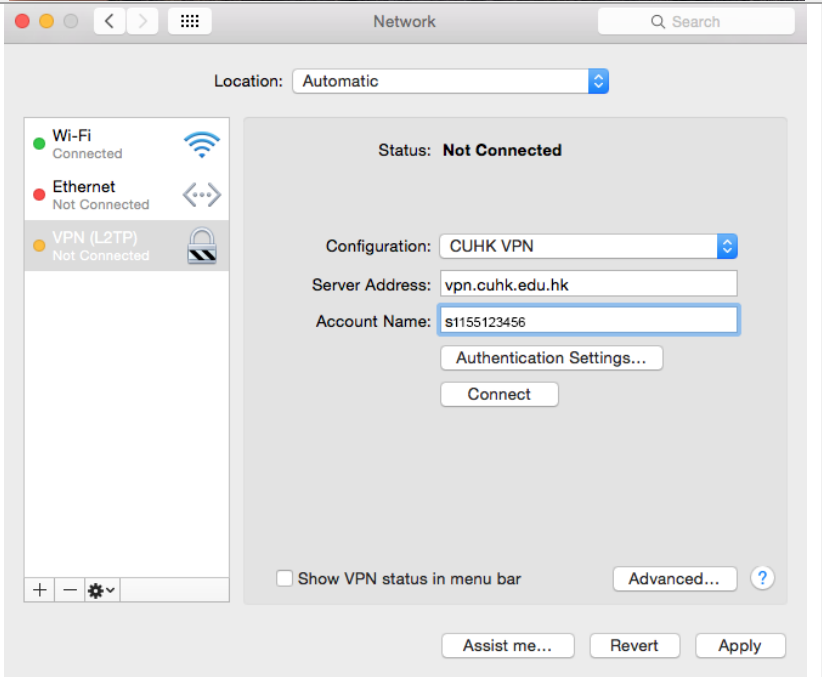 Network
Search
Location: Automatic
Wi-Fi
Connected
Ethernet
Not Connected
VPN (L2TP)
Not Connected
Status: Not Connected
Configuration: CUHK VPN
Server Address: vpn.cuhk.edu.hk
Account Name: s1155123456
Authentication Settings...
Connect
Show VPN status in menu bar
Advanced...
?
Assist me...
Revert
Apply